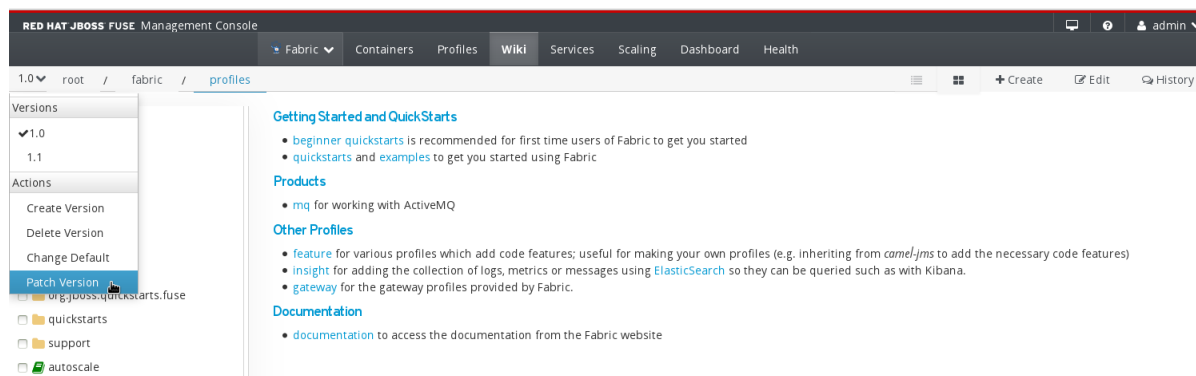 RED HAT JBOSS FUSE Management Console
admin
Fabric Containers Profiles Wiki Services Scaling Dashboard Health
1.0 root / fabric / profiles
Create Edit History
Versions
1.0
1.1
Actions
Create Version
Delete Version
Change Default
Patch Version
org.jboss.quickstarts.fuse
quickstarts
support
autoscale
Getting Started and QuickStarts
beginner quickstarts is recommended for first time users of Fabric to get you started
quickstarts and examples to get you started using Fabric
Products
mq for working with ActiveMQ
Other Profiles
feature for various profiles which add code features; useful for making your own profiles (e.g. inheriting from camel-jms to add the necessary code features)
insight for adding the collection of logs, metrics or messages using ElasticSearch so they can be queried such as with Kibana.
gateway for the gateway profiles provided by Fabric.
Documentation
documentation to access the documentation from the Fabric website